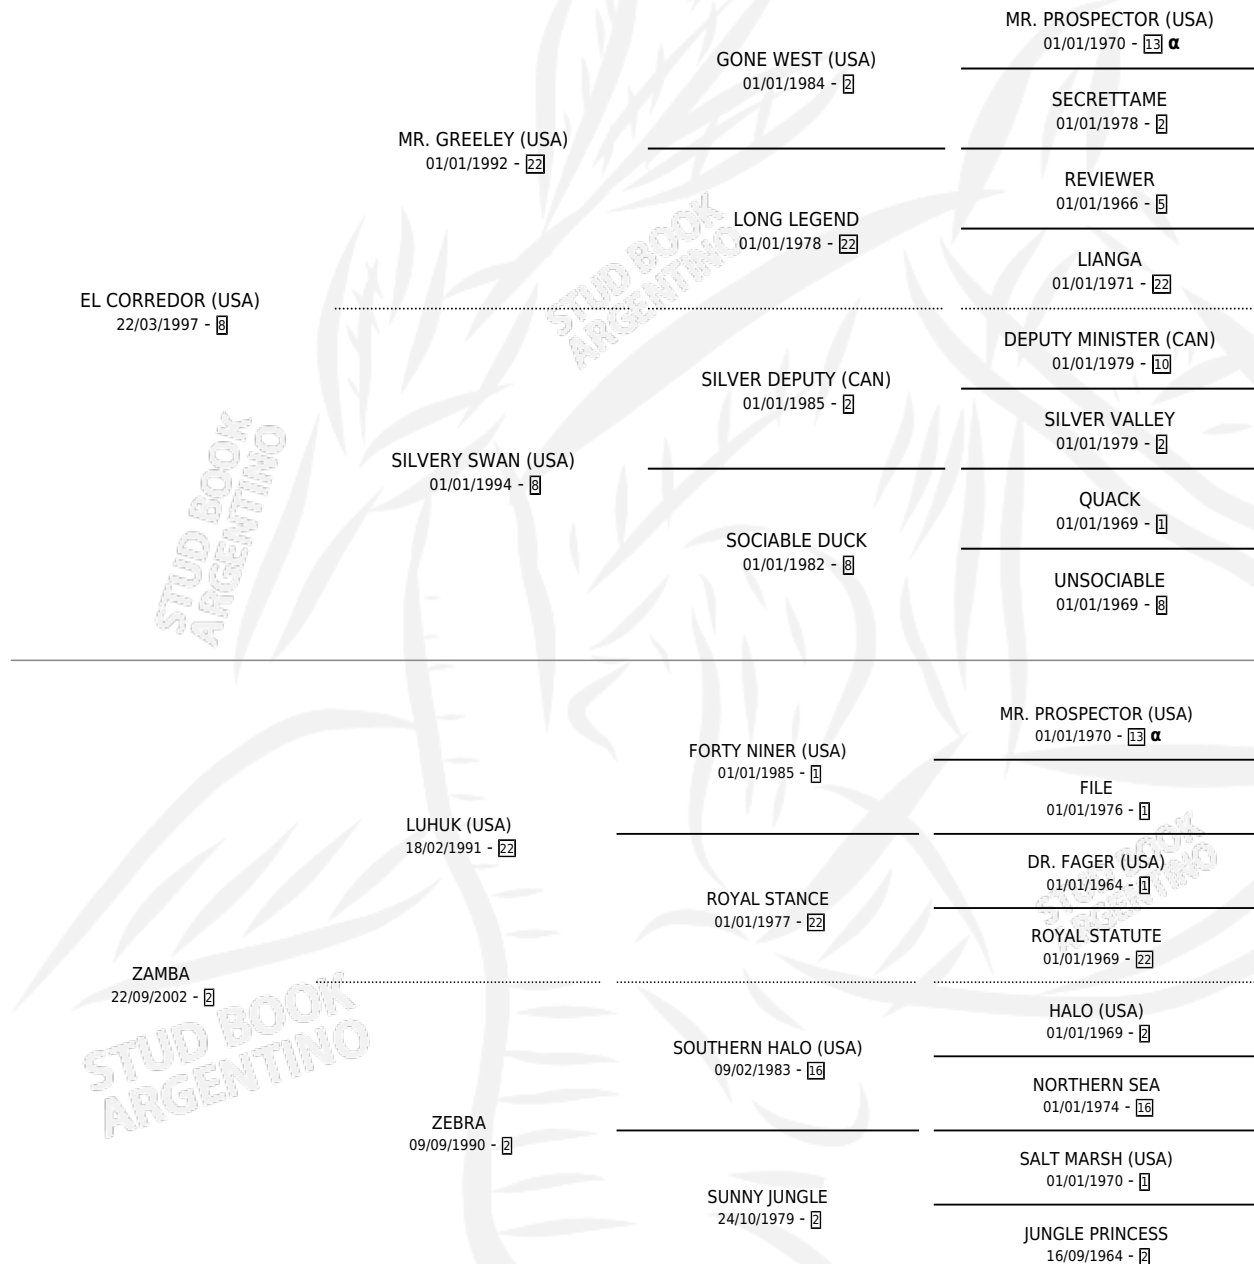 MR. PROSPECTOR (USA)
01/01/1970 - 13 α
GONE WEST (USA)
01/01/1984 - 2
SECRETTAME
01/01/1978 - 2
MR. GREELEY (USA)
01/01/1992 - 22
REVIEWER
01/01/1966 - 5
LONG LEGEND
01/01/1978 - 22
LIANGA
01/01/1971 - 22
EL CORREDOR (USA)
22/03/1997 - 8
DEPUTY MINISTER (CAN)
01/01/1979 - 10
SILVER DEPUTY (CAN)
01/01/1985 - 2
SILVER VALLEY
01/01/1979 - 2
SILVERY SWAN (USA)
01/01/1994 - 8
QUACK
01/01/1969 - 1
SOCIABLE DUCK
01/01/1982 - 8
UNSOCIABLE
01/01/1969 - 8
STUD BOOK
ARGENTINO
STUD BOOK
ARGENTINO
MR. PROSPECTOR (USA)
01/01/1970 - 13 α
FORTY NINER (USA)
01/01/1985 - 1
FILE
01/01/1976 - 1
LUHUK (USA)
18/02/1991 - 22
DR. FAGER (USA)
01/01/1964 - 1
ROYAL STANCE
01/01/1977 - 22
ROYAL STATUTE
01/01/1969 - 22
ZAMBA
22/09/2002 - 2
HALO (USA)
01/01/1969 - 2
SOUTHERN HALO (USA)
09/02/1983 - 16
NORTHERN SEA
01/01/1974 - 16
ZEBRA
09/09/1990 - 2
SALT MARSH (USA)
01/01/1970 - 1
SUNNY JUNGLE
24/10/1979 - 2
JUNGLE PRINCESS
16/09/1964 - 2
STUD BOOK
ARGENTINO
STUD BOOK
ARGENTINO